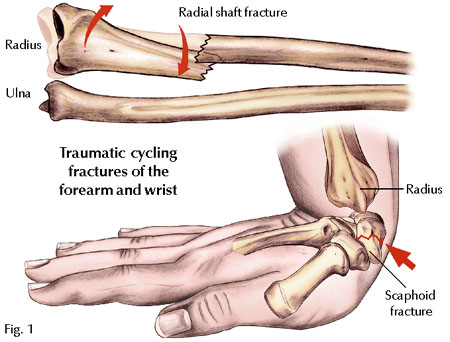 Radial shaft fracture
Radius
Ulna
Traumatic cycling
fractures of the
forearm and wrist
Radius
Scaphoid
fracture
Fig. 1